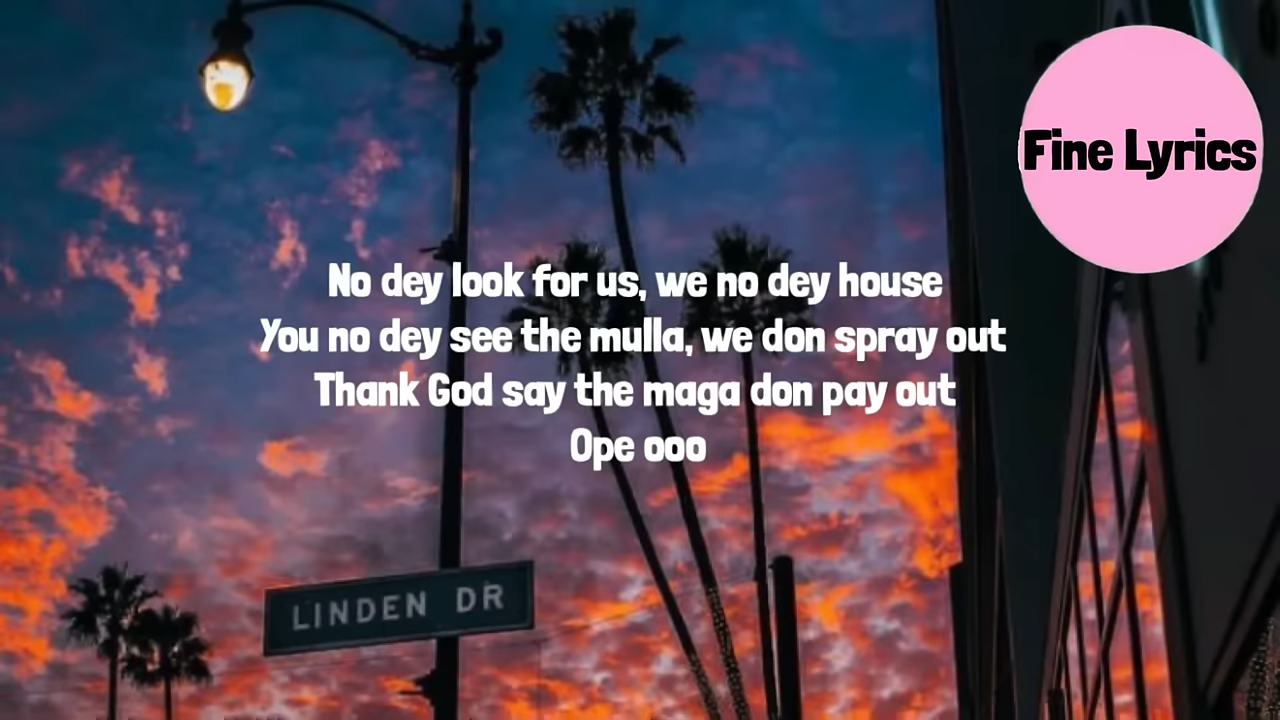 Fine Lyrics
No dey look for us, we no dey house
You no dey see the mulla, we don spray out
Thank God say the maga don pay out
Ope ooo
LINDEN DR